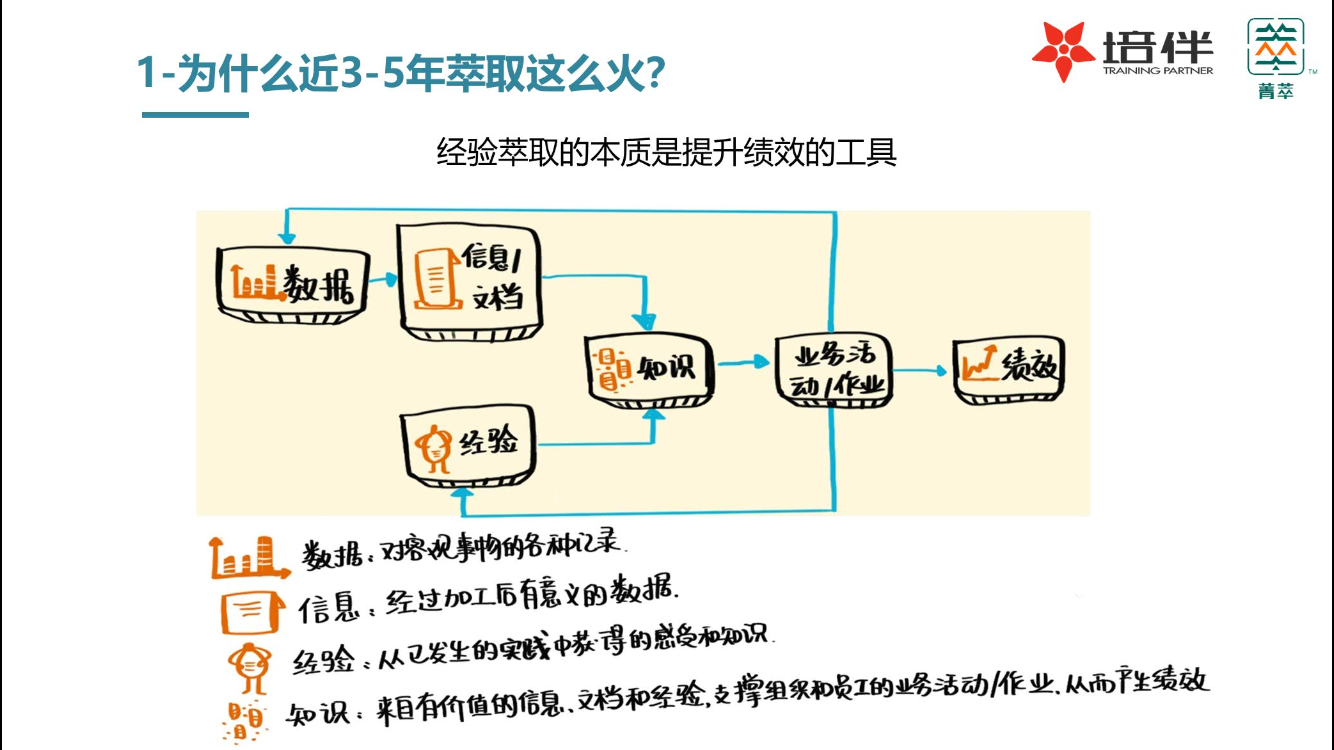 1-为什么近3-5年萃取这么火?
培伴
TRAINING PARTNER
TM
菁萃
经验萃取的本质是提升绩效的工具
数据
信息/
文档
知识
业务活
动/作业
绩效
经验
数据:对客观事物的各种记录.
信息:经过加工后有意义的数据.
经验:从已发生的实践中获得的感受和知识.
知识:来自有价值的信息、文档和经验,支撑组织和员工的业务活动/作业、从而产生绩效